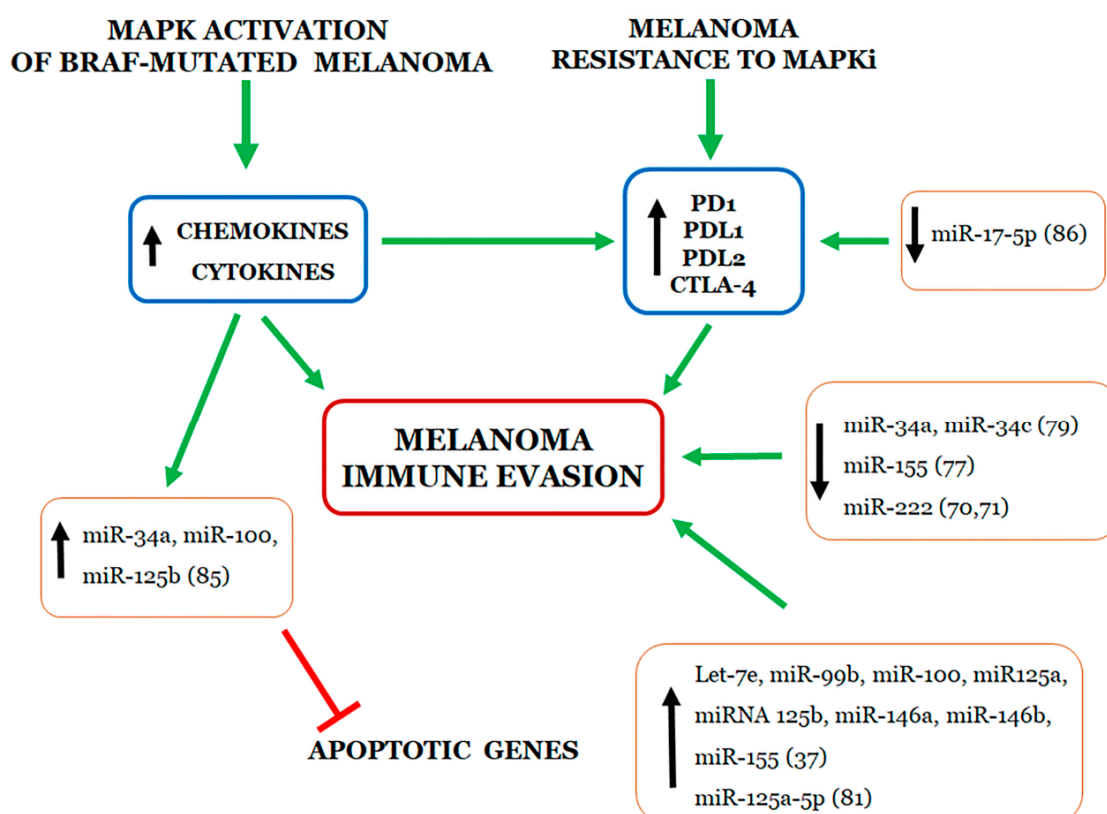 MAPK ACTIVATION
OF BRAF-MUTATED MELANOMA
MELANOMA
RESISTANCE TO MAPKi
CHEMOKINES
CYTOKINES
PD1
PDL1
PDL2
CTLA-4
miR-17-5p (86)
MELANOMA
IMMUNE EVASION
miR-34a, miR-34c (79)
miR-155 (77)
miR-222 (70,71)
miR-34a, miR-100,
miR-125b (85)
APOPTOTIC GENES
Let-7e, miR-99b, miR-100, miR125a,
miRNA 125b, miR-146a, miR-146b,
miR-155 (37)
miR-125a-5p (81)